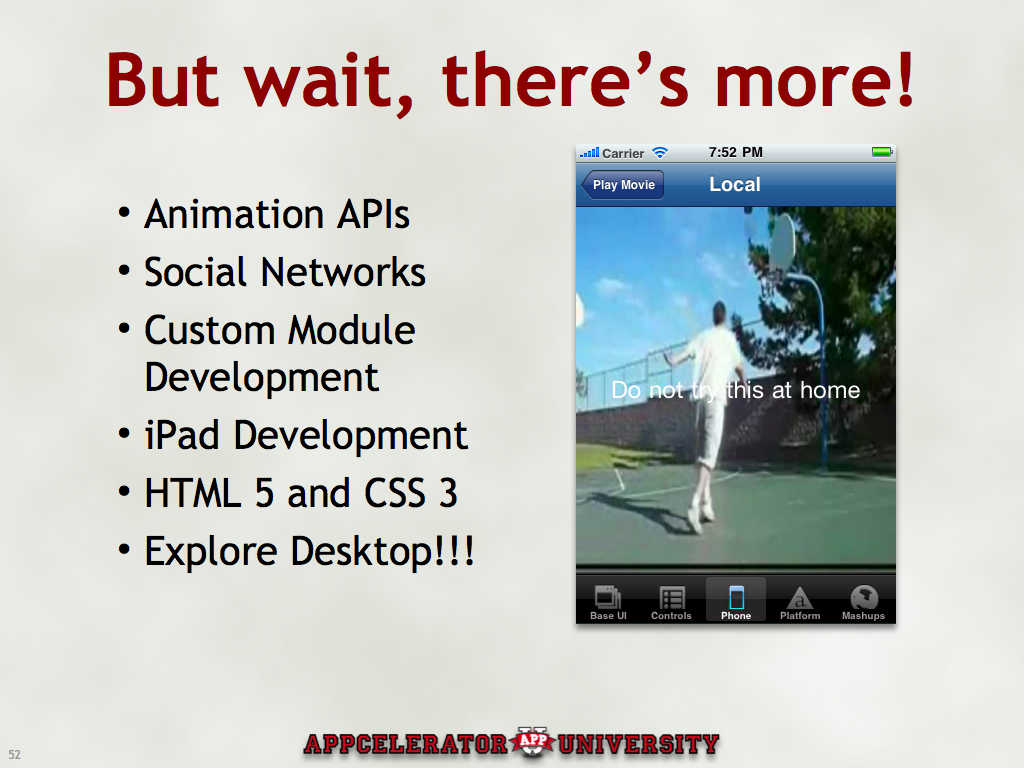 But wait, there’s more!
• Animation APIs
• Social Networks
• Custom Module
Development
• iPad Development
• HTML 5 and CSS 3
• Explore Desktop!!!
Carrier 7:52 PM
Play Movie Local
Do not try this at home
Base UI Controls Phone Platform Mashups
52
APPCELERATOR U APP UNIVERSITY